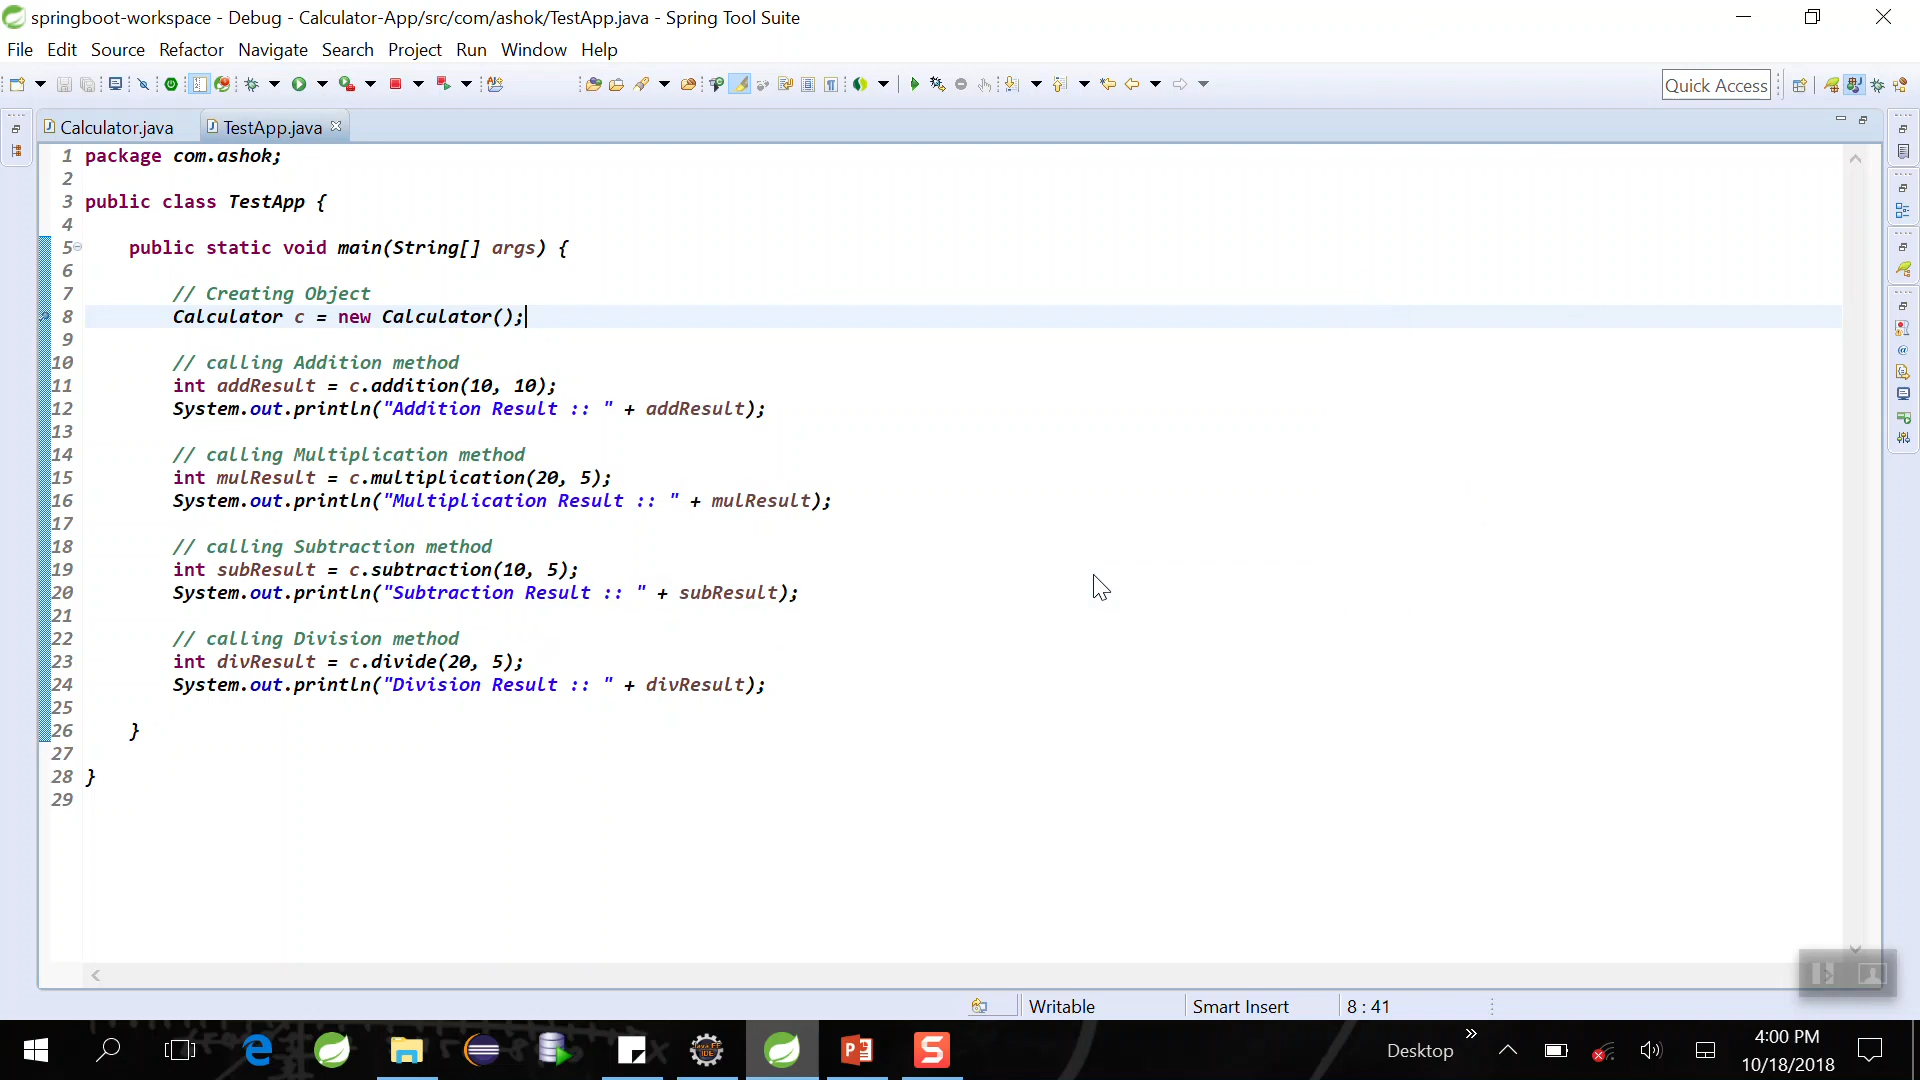 springboot-workspace - Debug - Calculator-App/src/com/ashok/TestApp.java - Spring Tool Suite
File Edit Source Refactor Navigate Search Project Run Window Help
Quick Access
Calculator.java TestApp.java
1 package com.ashok;
2
3 public class TestApp {
4
5 public static void main(String[] args) {
6
7 // Creating Object
8 Calculator c = new Calculator();
9
10 // calling Addition method
11 int addResult = c.addition(10, 10);
12 System.out.println("Addition Result :: " + addResult);
13
14 // calling Multiplication method
15 int mulResult = c.multiplication(20, 5);
16 System.out.println("Multiplication Result :: " + mulResult);
17
18 // calling Subtraction method
19 int subResult = c.subtraction(10, 5);
20 System.out.println("Subtraction Result :: " + subResult);
21
22 // calling Division method
23 int divResult = c.divide(20, 5);
24 System.out.println("Division Result :: " + divResult);
25
26 }
27
28 }
29
Writable Smart Insert 8 : 41
Desktop
4:00 PM
10/18/2018